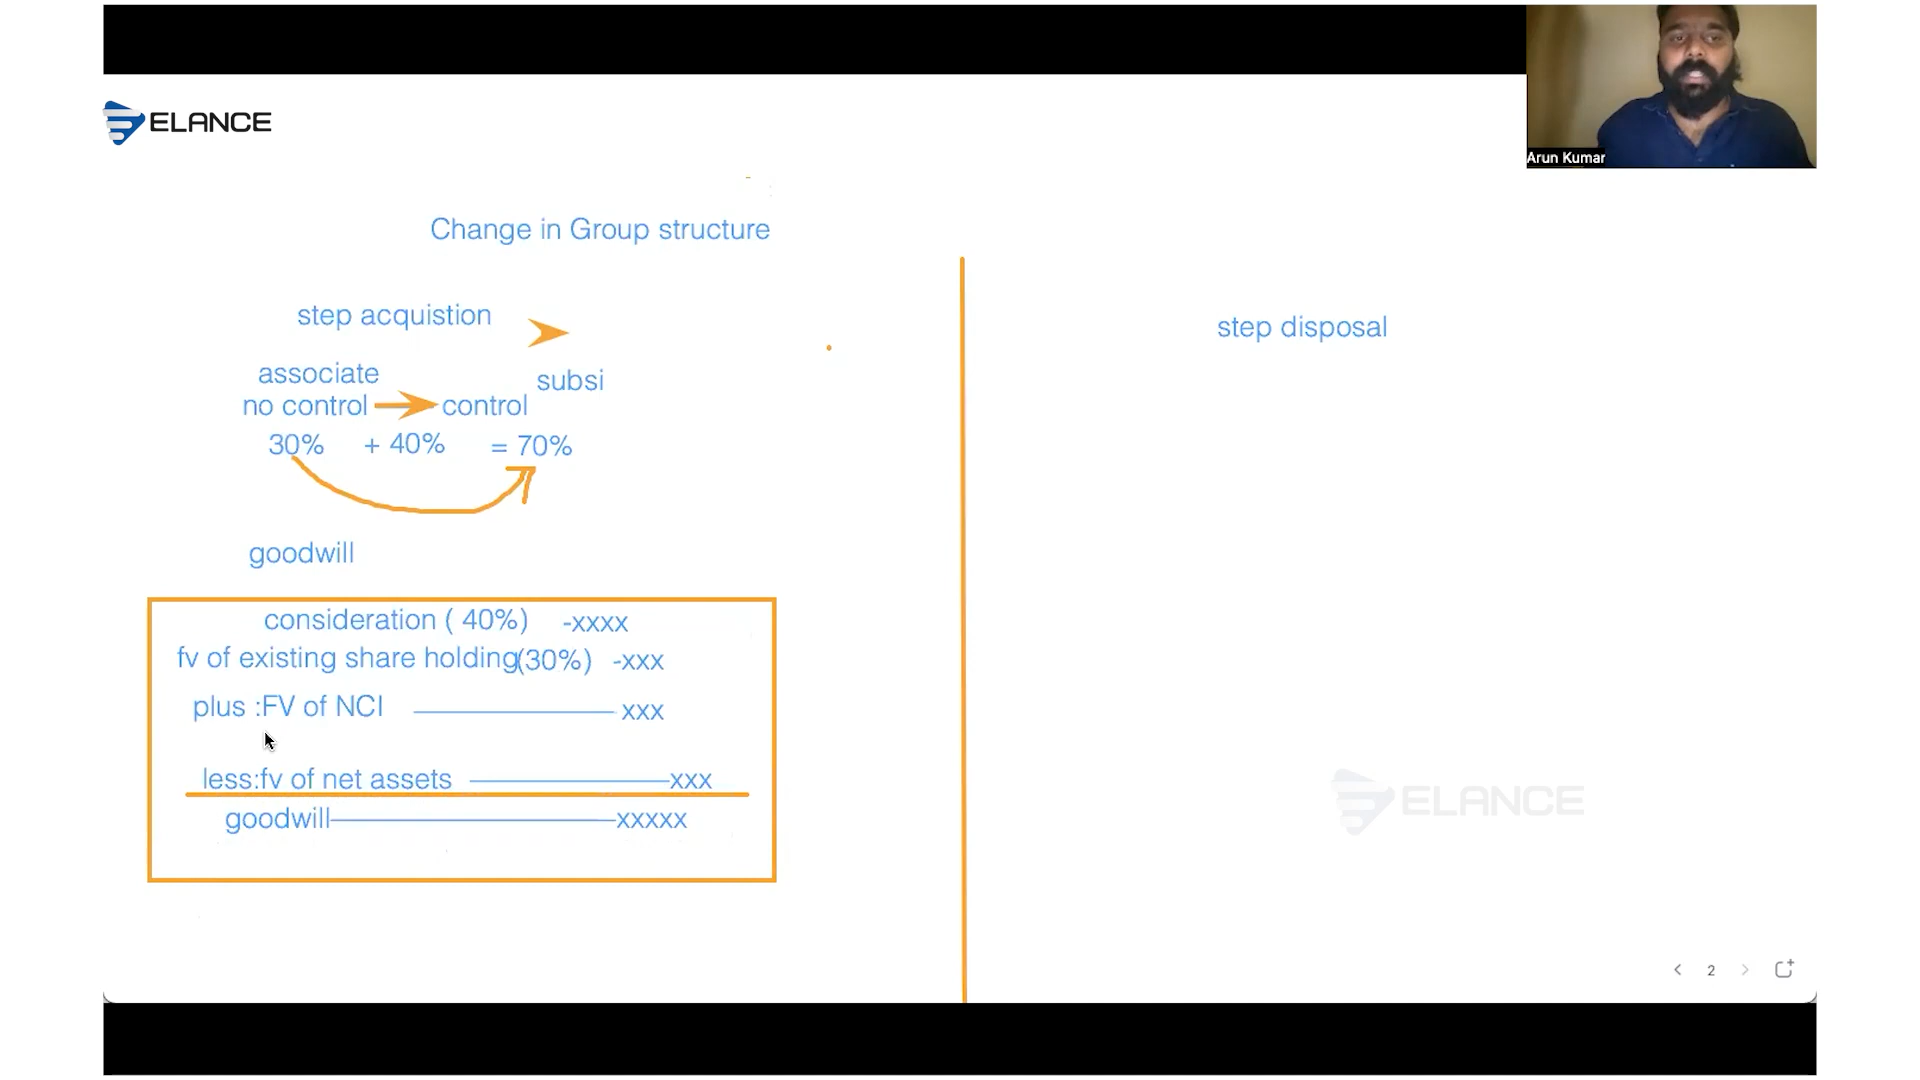 ELANCE
Arun Kumar
Change in Group structure
step acquistion
associate
subsi
no control control
30% + 40% = 70%
goodwill
consideration ( 40%) -xxxx
fv of existing share holding(30%) -xxx
plus :FV of NCI xxx
less:fv of net assets xxx
goodwill xxxxx
step disposal
ELANCE
2